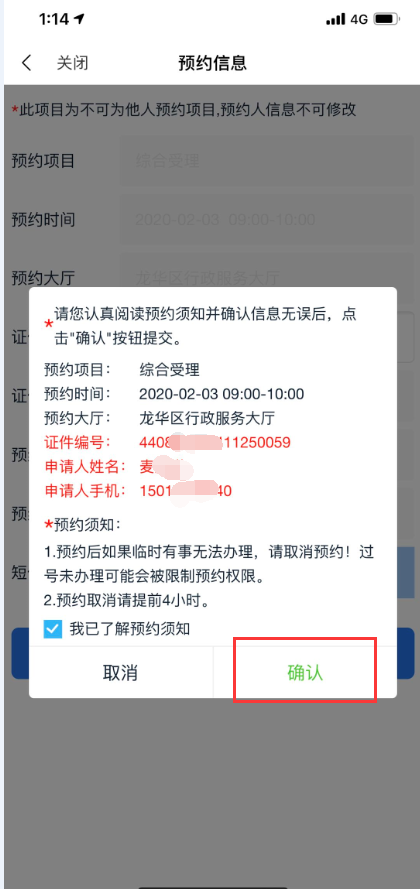 1:14
4G
关闭
预约信息
*此项目为不可为他人预约项目,预约人信息不可修改
预约项目
综合受理
预约时间
2020-02-03 09:00-10:00
预约大厅
龙华区行政服务大厅
证
证
预
预
短
*请您认真阅读预约须知并确认信息无误后，点
击"确认"按钮提交。
预约项目： 综合受理
预约时间： 2020-02-03 09:00-10:00
预约大厅： 龙华区行政服务大厅
证件编号： 4408 11250059
申请人姓名： 麦
申请人手机： 1501 40
*预约须知：
1.预约后如果临时有事无法办理，请取消预约！过
号未办理可能会被限制预约权限。
2.预约取消请提前4小时。
我已了解预约须知
取消
确认